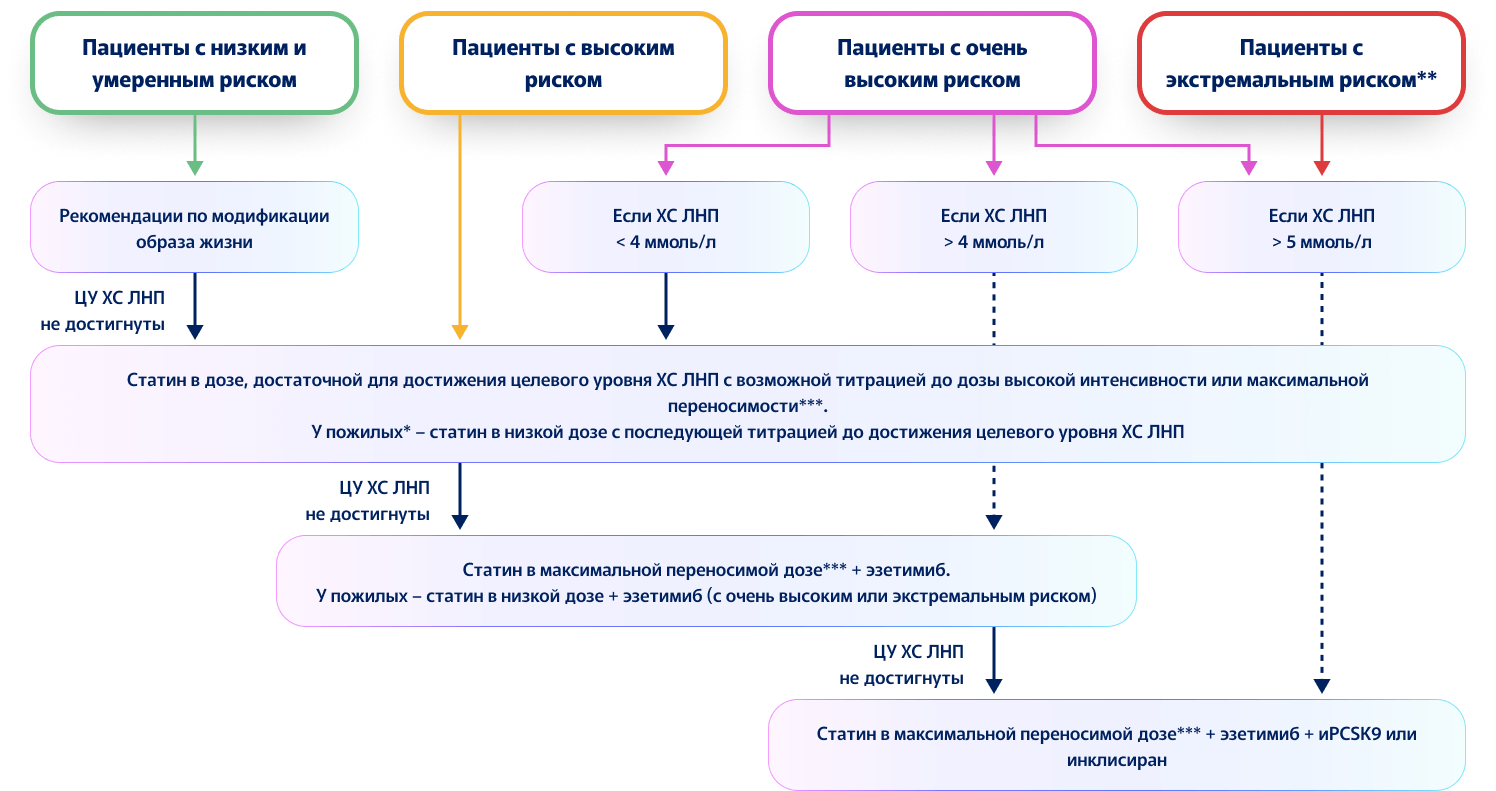 Пациенты с низким и
умеренным риском
Пациенты с высоким
риском
Пациенты с очень
высоким риском
Пациенты с
экстремальным риском**
Рекомендации по модификации
образа жизни
Если ХС ЛНП
< 4 ммоль/л
Если ХС ЛНП
> 4 ммоль/л
Если ХС ЛНП
> 5 ммоль/л
ЦУ ХС ЛНП
не достигнуты
Статин в дозе, достаточной для достижения целевого уровня ХС ЛНП с возможной титрацией до дозы высокой интенсивности или максимальной
переносимости***.
У пожилых* – статин в низкой дозе с последующей титрацией до достижения целевого уровня ХС ЛНП
ЦУ ХС ЛНП
не достигнуты
Статин в максимальной переносимой дозе*** + эзетимиб.
У пожилых – статин в низкой дозе + эзетимиб (с очень высоким или экстремальным риском)
ЦУ ХС ЛНП
не достигнуты
Статин в максимальной переносимой дозе*** + эзетимиб + иPCSK9 или
инклисиран